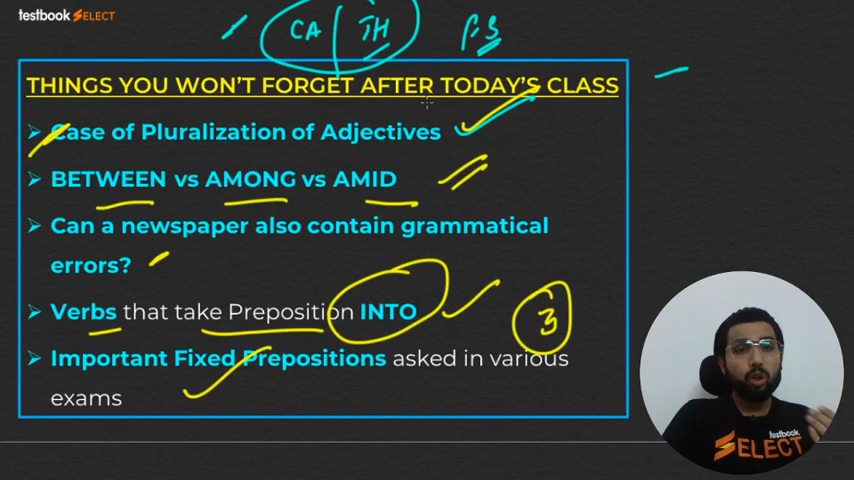 testbook SELECT
CA TH P.S
THINGS YOU WON'T FORGET AFTER TODAY'S CLASS
Case of Pluralization of Adjectives
BETWEEN vs AMONG vs AMID
Can a newspaper also contain grammatical
errors?
Verbs that take Preposition INTO
3
Important Fixed Prepositions asked in various
exams
testbook
SELECT